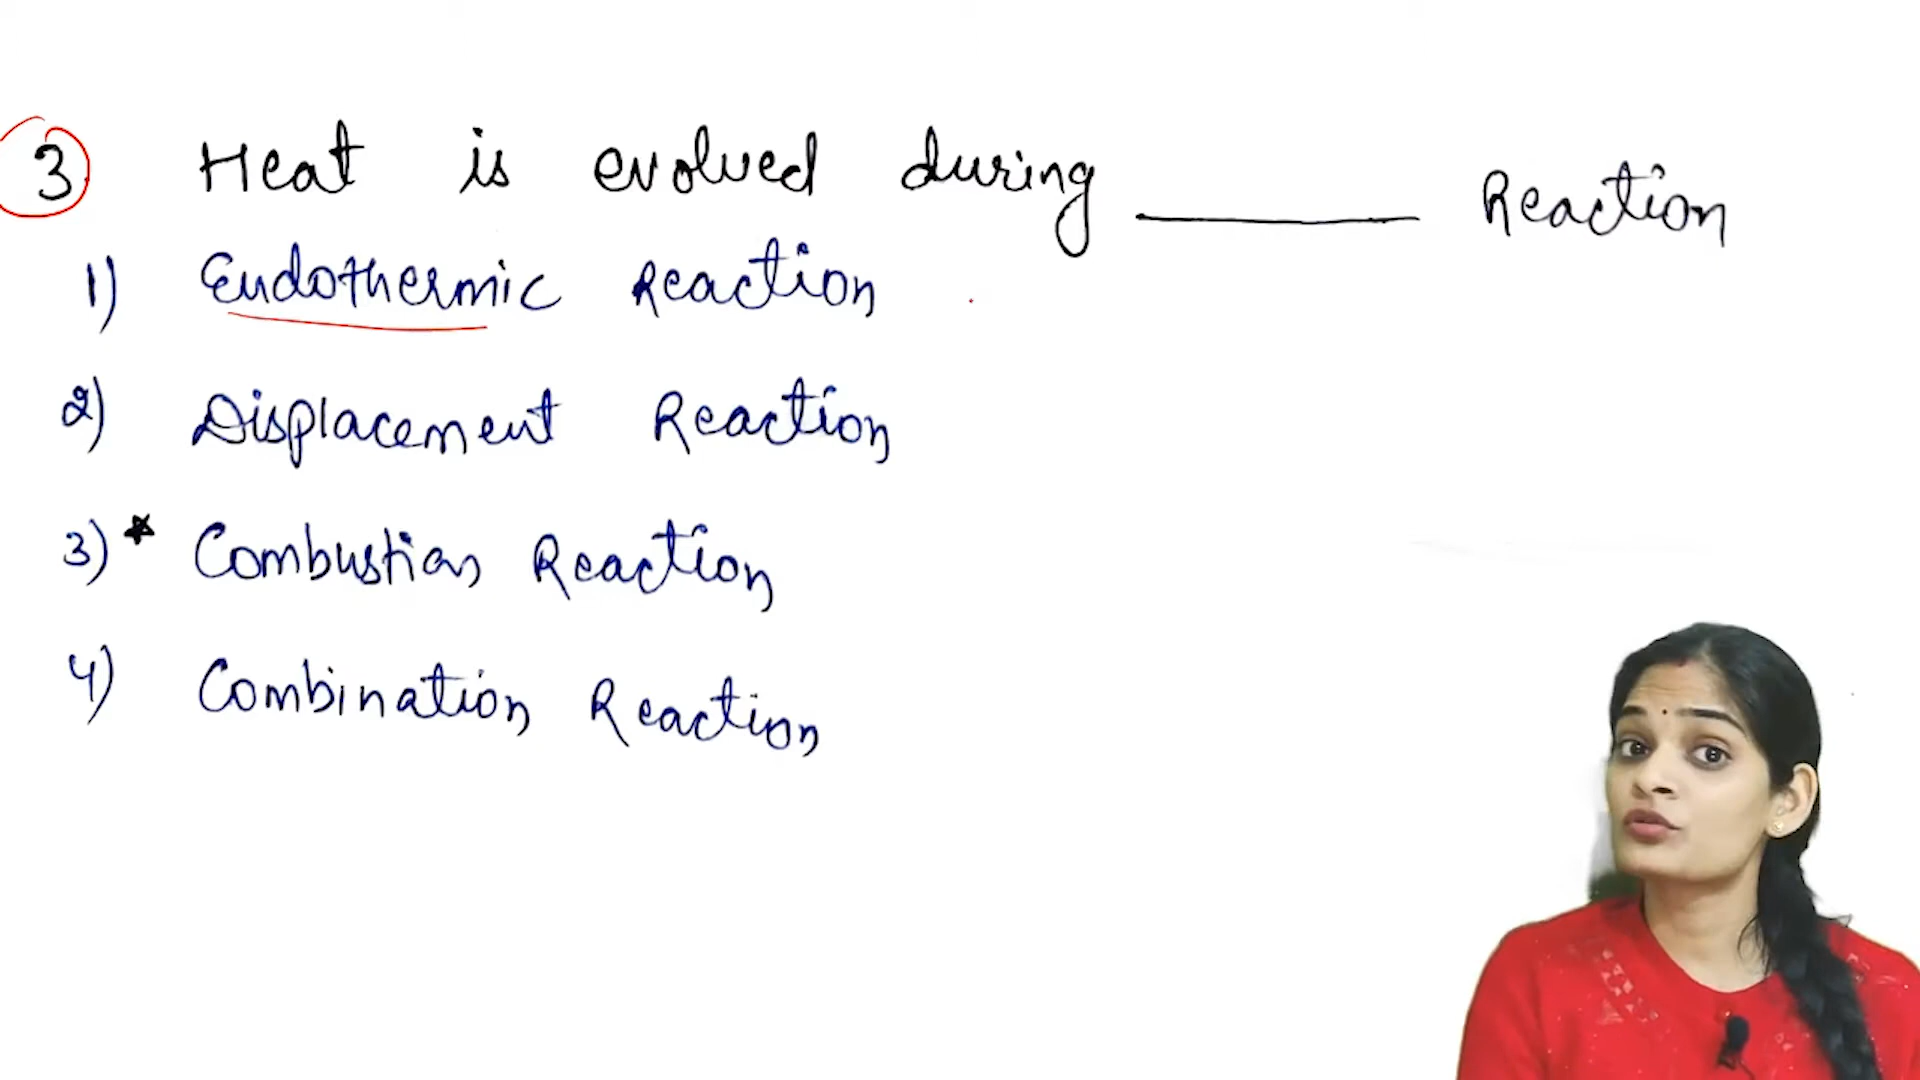 3 Heat is evolved during ______ Reaction
1) Endothermic Reaction
2) Displacement Reaction
3) * Combustion Reaction
4) Combination Reaction